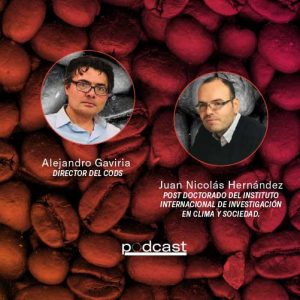 Alejandro Gaviria
DIRECTOR DEL CODS
Juan Nicolás Hernández
POST DOCTORADO DEL INSTITUTO
INTERNACIONAL DE INVESTIGACIÓN
EN CLIMA Y SOCIEDAD.
podcast